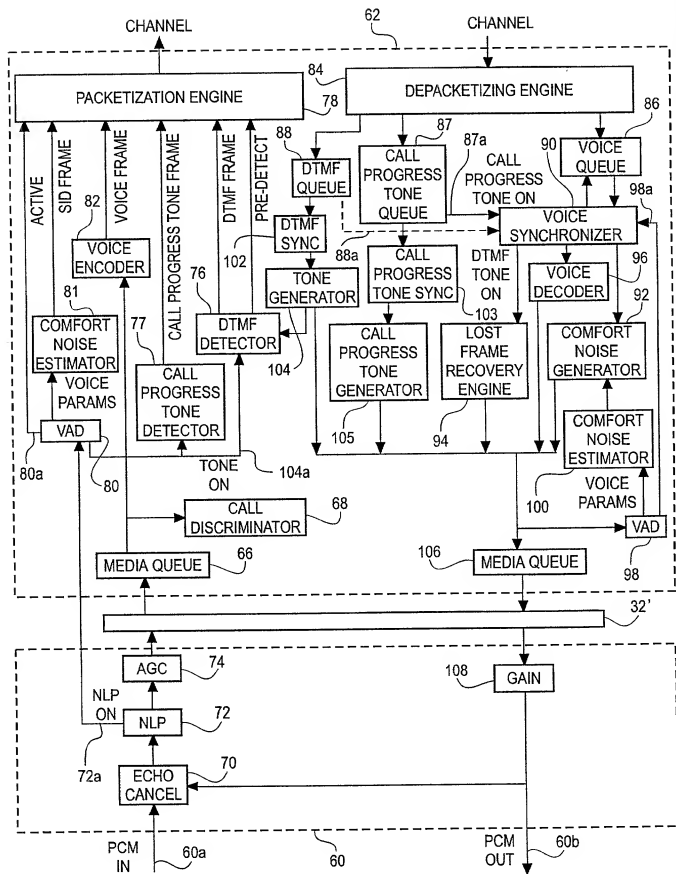 CHANNEL
CHANNEL
62
84
PACKETIZATION ENGINE
78
DEPACKETIZING ENGINE
ACTIVE
SID FRAME
VOICE FRAME
CALL PROGRESS TONE FRAME
DTMF FRAME
PRE-DETECT
88
DTMF
QUEUE
87
CALL
PROGRESS
TONE
QUEUE
87a
CALL
PROGRESS
TONE ON
86
VOICE
QUEUE
90
98a
VOICE
SYNCHRONIZER
82
VOICE
ENCODER
102
DTMF
SYNC
88a
DTMF
TONE
ON
CALL
PROGRESS
TONE SYNC
103
VOICE
DECODER
96
81
COMFORT
NOISE
ESTIMATOR
VOICE
PARAMS
76
DTMF
DETECTOR
TONE
GENERATOR
104
92
COMFORT
NOISE
GENERATOR
77
CALL
PROGRESS
TONE
DETECTOR
CALL
PROGRESS
TONE
GENERATOR
105
LOST
FRAME
RECOVERY
ENGINE
94
VAD
80a
80
TONE
ON
104a
COMFORT
NOISE
ESTIMATOR
100
VOICE
PARAMS
CALL
DISCRIMINATOR
68
VAD
98
MEDIA QUEUE
66
106
MEDIA QUEUE
32'
AGC
74
108
GAIN
NLP
ON
72a
NLP
72
ECHO
CANCEL
70
PCM
IN
60a
60
PCM
OUT
60b